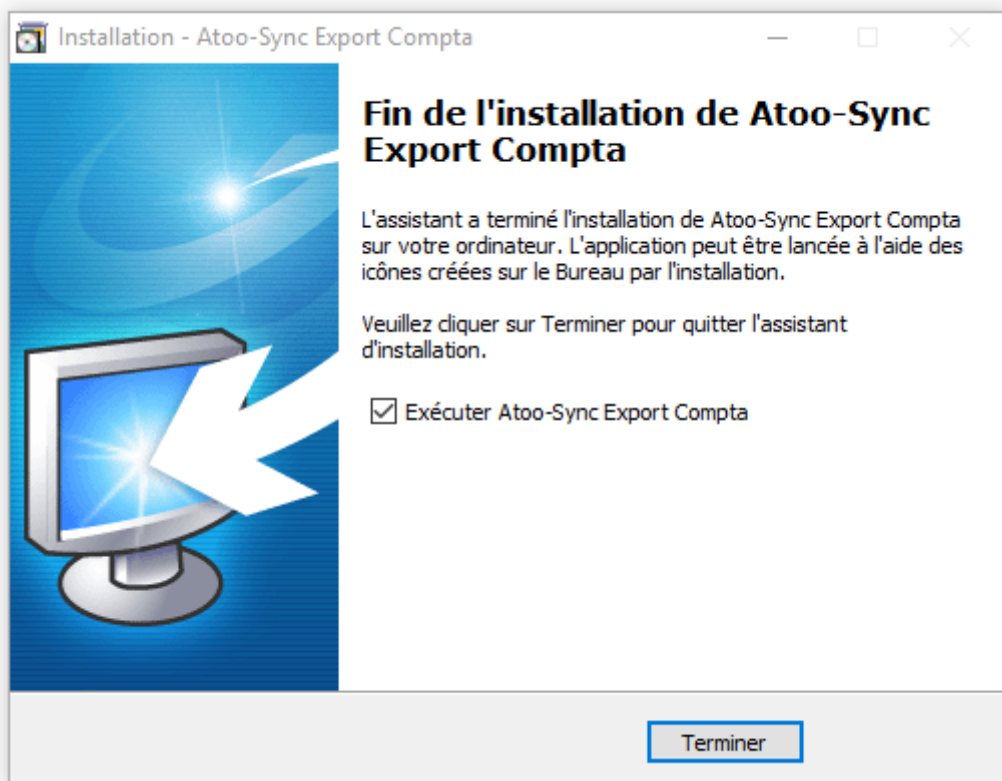 Installation - Atoo-Sync Export Compta
Fin de l'installation de Atoo-Sync
Export Compta
L'assistant a terminé l'installation de Atoo-Sync Export Compta
sur votre ordinateur. L'application peut être lancée à l'aide des
icônes créées sur le Bureau par l'installation.
Veuillez cliquer sur Terminer pour quitter l'assistant
d'installation.
Exécuter Atoo-Sync Export Compta
Terminer